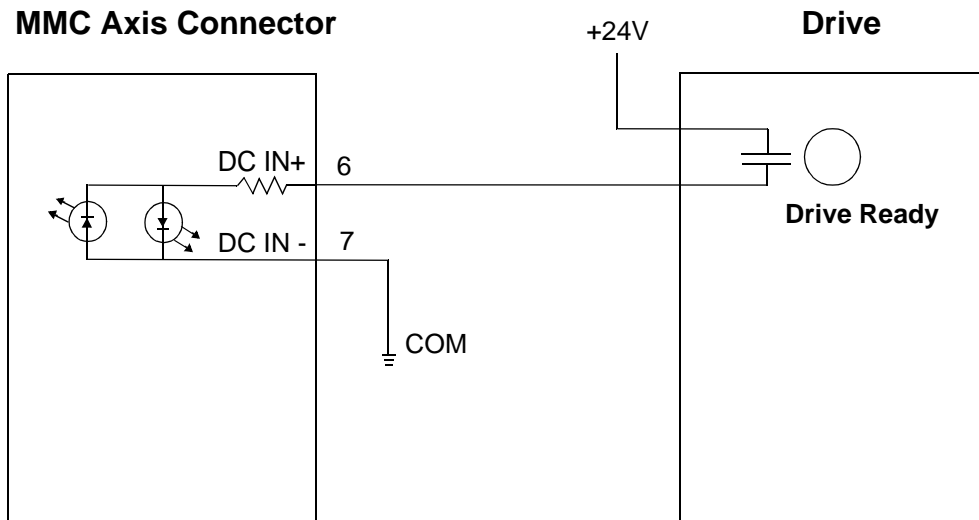 MMC Axis Connector
+24V
Drive
DC IN+
6
Drive Ready
DC IN -
7
COM